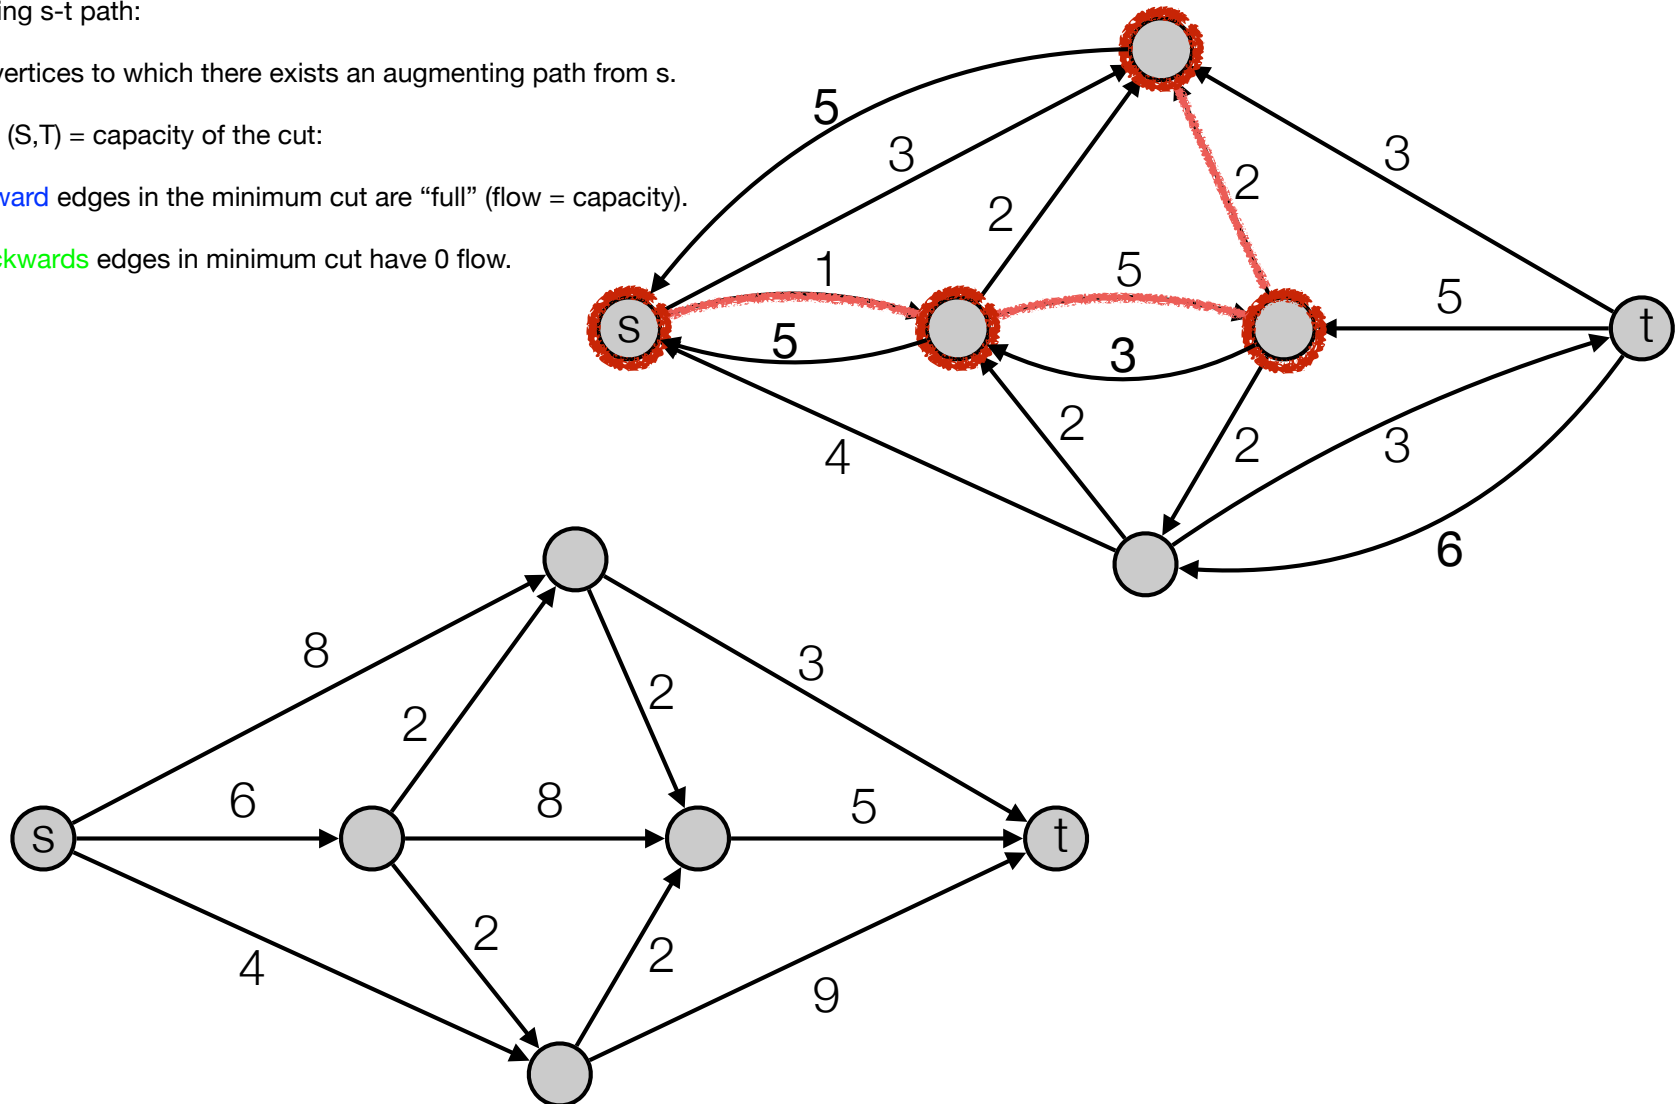 ing s-t path:
vertices to which there exists an augmenting path from s.
(S,T) = capacity of the cut:
ward edges in the minimum cut are “full” (flow = capacity).
ckwards edges in minimum cut have 0 flow.
5
3
3
2
2
1
5
5
s
t
5
3
2
2
3
4
6
8
3
2
2
6
8
5
s
t
2
2
4
9